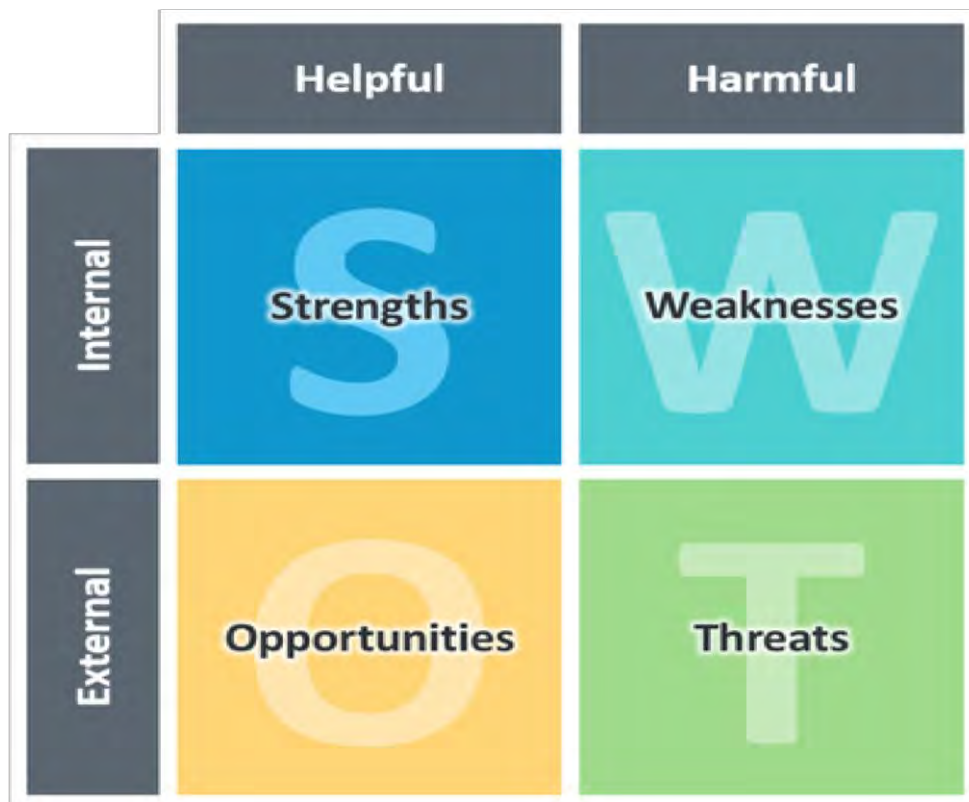 Helpful
Harmful
Internal
S
Strengths
W
Weaknesses
External
O
Opportunities
T
Threats